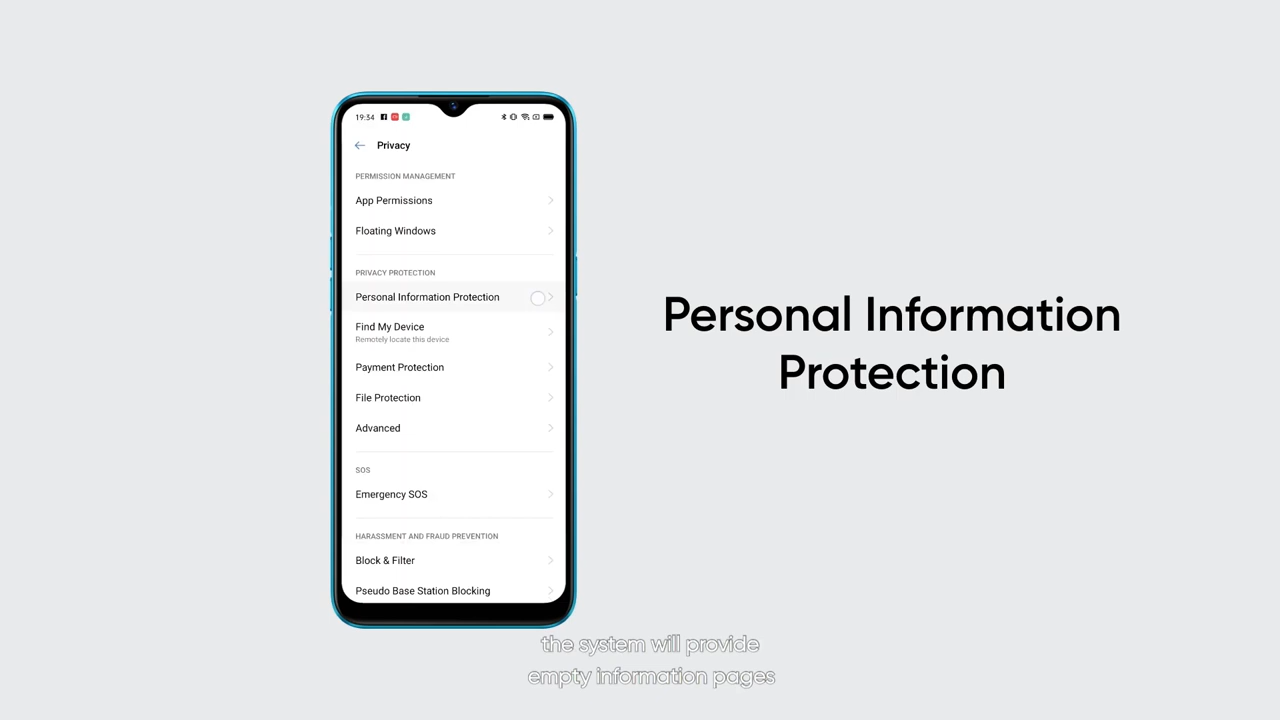 19:34
Privacy
PERMISSION MANAGEMENT
App Permissions
Floating Windows
PRIVACY PROTECTION
Personal Information Protection
Find My Device
Remotely locate this device
Payment Protection
File Protection
Advanced
SOS
Emergency SOS
HARASSMENT AND FRAUD PREVENTION
Block & Filter
Pseudo Base Station Blocking
Personal Information
Protection
the system will provide
empty information pages